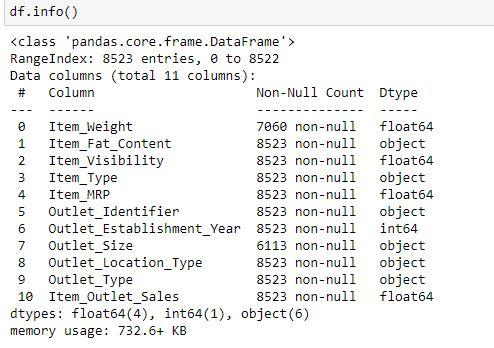 df.info()
<class 'pandas.core.frame.DataFrame'>
RangeIndex: 8523 entries, 0 to 8522
Data columns (total 11 columns):
 #   Column                     Non-Null Count  Dtype
---  ------                     --------------  -----
 0   Item_Weight                7060 non-null   float64
 1   Item_Fat_Content           8523 non-null   object
 2   Item_Visibility            8523 non-null   float64
 3   Item_Type                  8523 non-null   object
 4   Item_MRP                   8523 non-null   float64
 5   Outlet_Identifier          8523 non-null   object
 6   Outlet_Establishment_Year  8523 non-null   int64
 7   Outlet_Size                6113 non-null   object
 8   Outlet_Location_Type       8523 non-null   object
 9   Outlet_Type                8523 non-null   object
 10  Item_Outlet_Sales          8523 non-null   float64
dtypes: float64(4), int64(1), object(6)
memory usage: 732.6+ KB